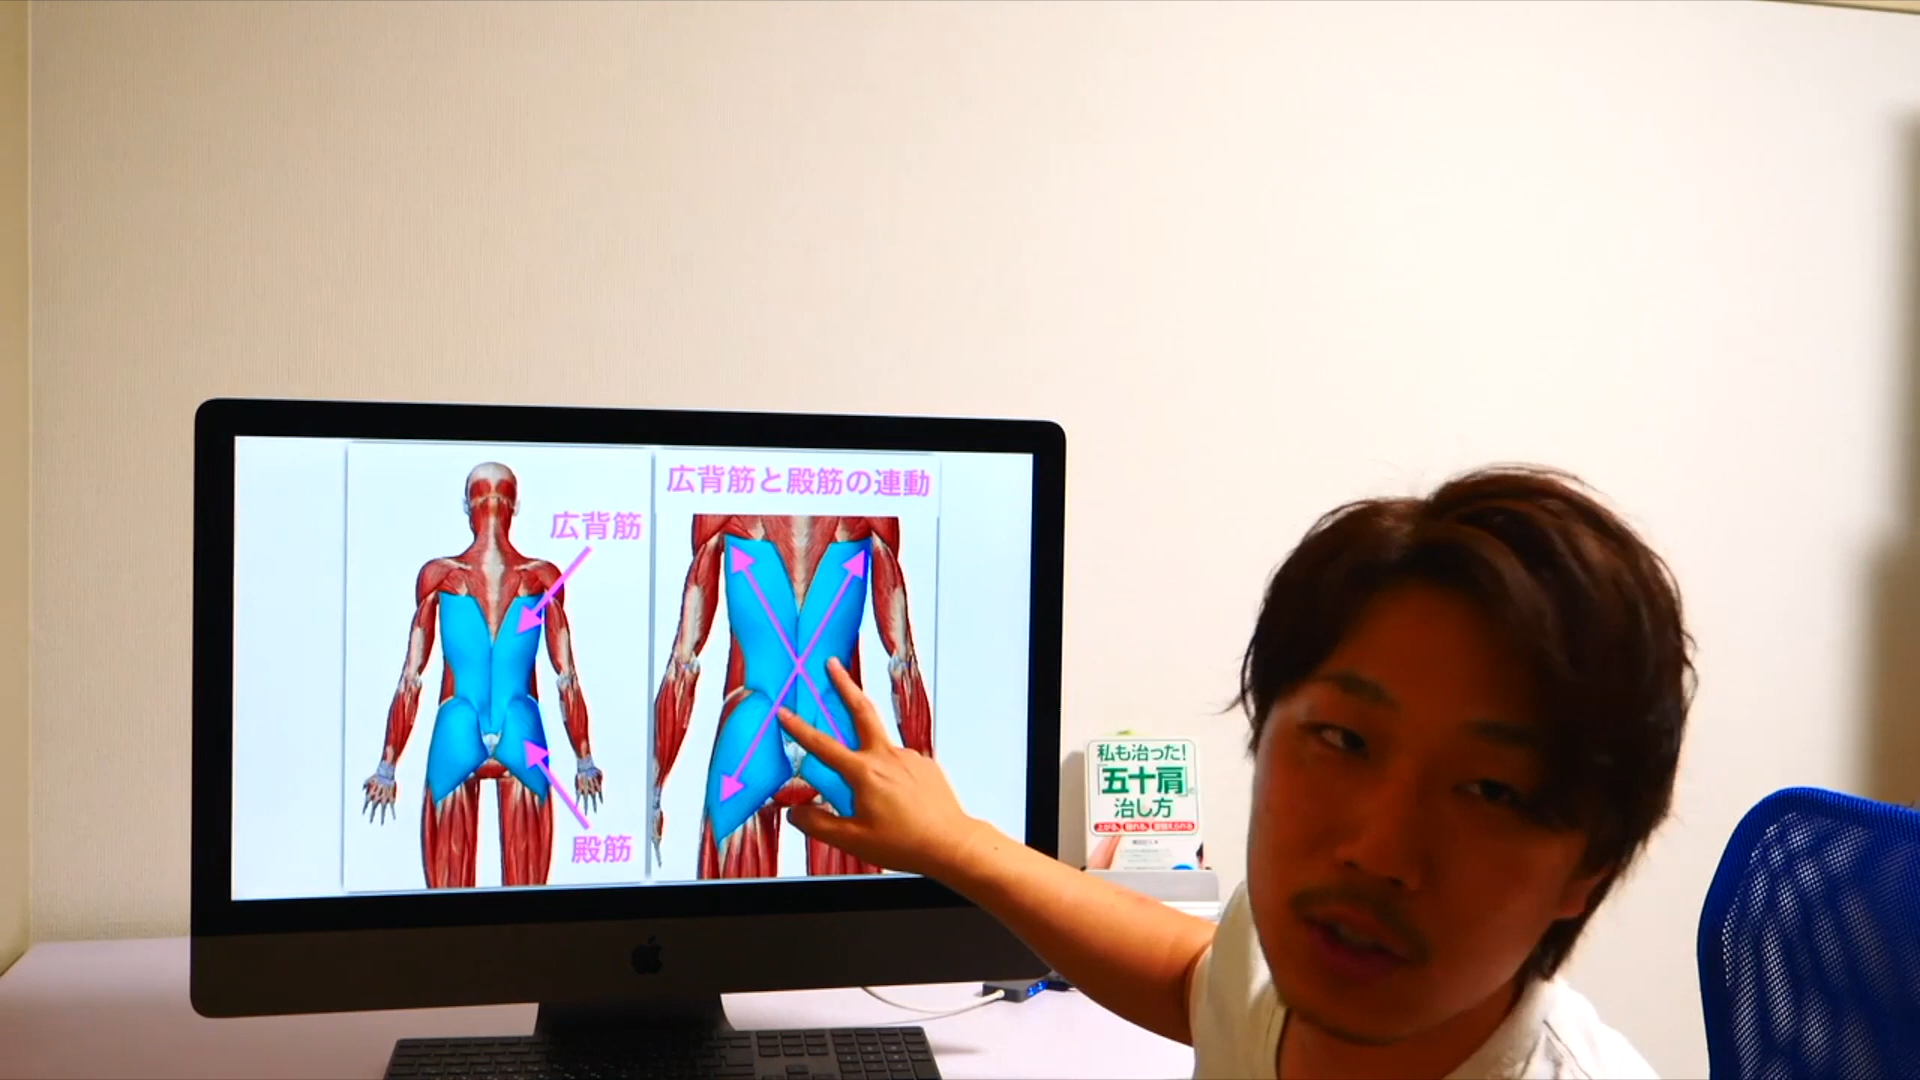 広背筋
殿筋
広背筋と殿筋の連動
私も治った!
「五十肩」の
治し方